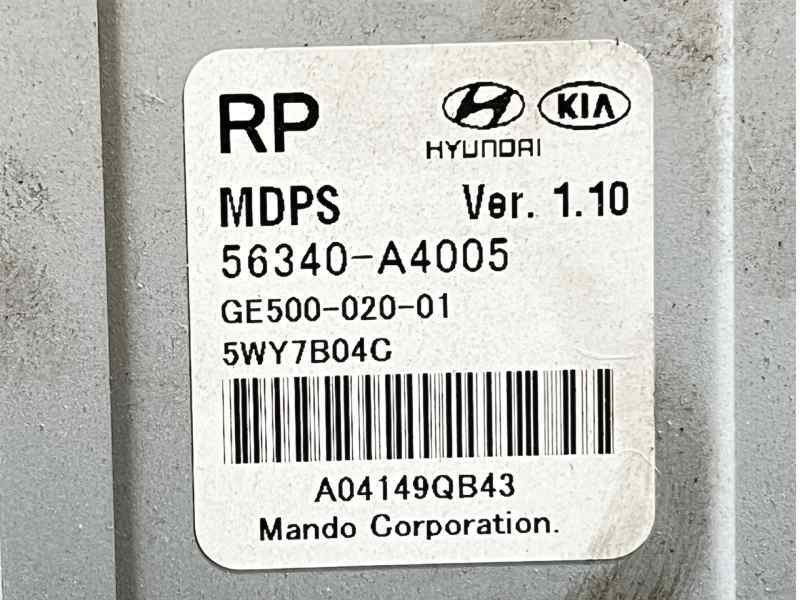 RP
HYUNDAI
KIA
MDPS Ver. 1.10
56340-A4005
GE500-020-01
5WY7B04C
A04149QB43
Mando Corporation.